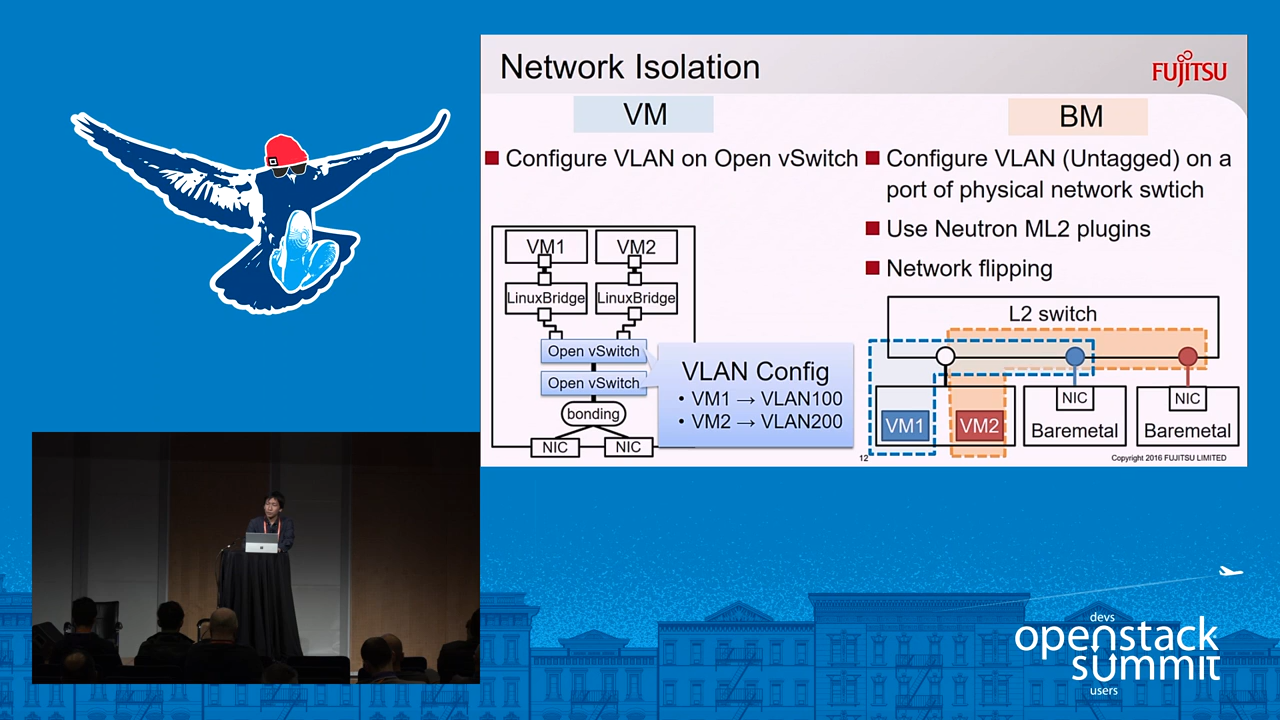 Network Isolation
FUJITSU
VM
BM
Configure VLAN on Open vSwitch
Configure VLAN (Untagged) on a
port of physical network swtich
Use Neutron ML2 plugins
Network flipping
VM1
VM2
LinuxBridge
LinuxBridge
Open vSwitch
Open vSwitch
bonding
NIC
NIC
VLAN Config
• VM1 → VLAN100
• VM2 → VLAN200
L2 switch
VM1
VM2
NIC
Baremetal
NIC
Baremetal
12
Copyright 2016 FUJITSU LIMITED
devs
openstack
summit
users